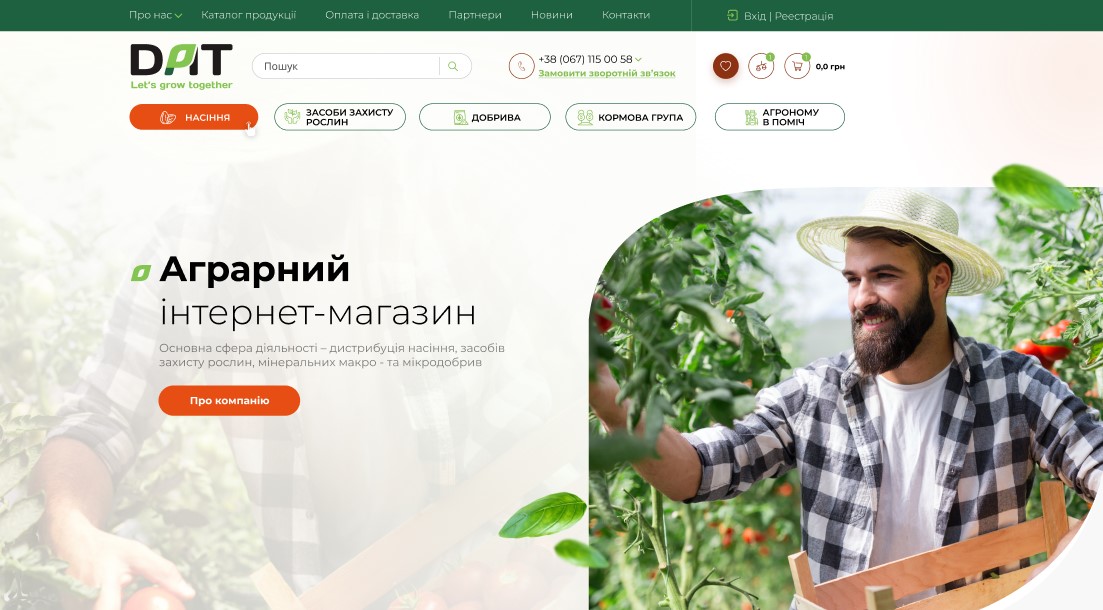 Про нас
Каталог продукції
Оплата і доставка
Партнери
Новини
Контакти
Вхід | Реестрація
DAT
Let's grow together
Пошук
+38 (067) 115 00 58
Замовити зворотній зв'язок
1
1
0,0 грн
НАСІННЯ
ЗАСОБИ ЗАХИСТУ
РОСЛИН
ДОБРИВА
КОРМОВА ГРУПА
АГРОНОМУ
В ПОМІЧ
Аграрний
інтернет-магазин
Основна сфера діяльності – дистрибуція насіння, засобів
захисту рослин, мінеральних макро - та мікродобрив
Про компанію